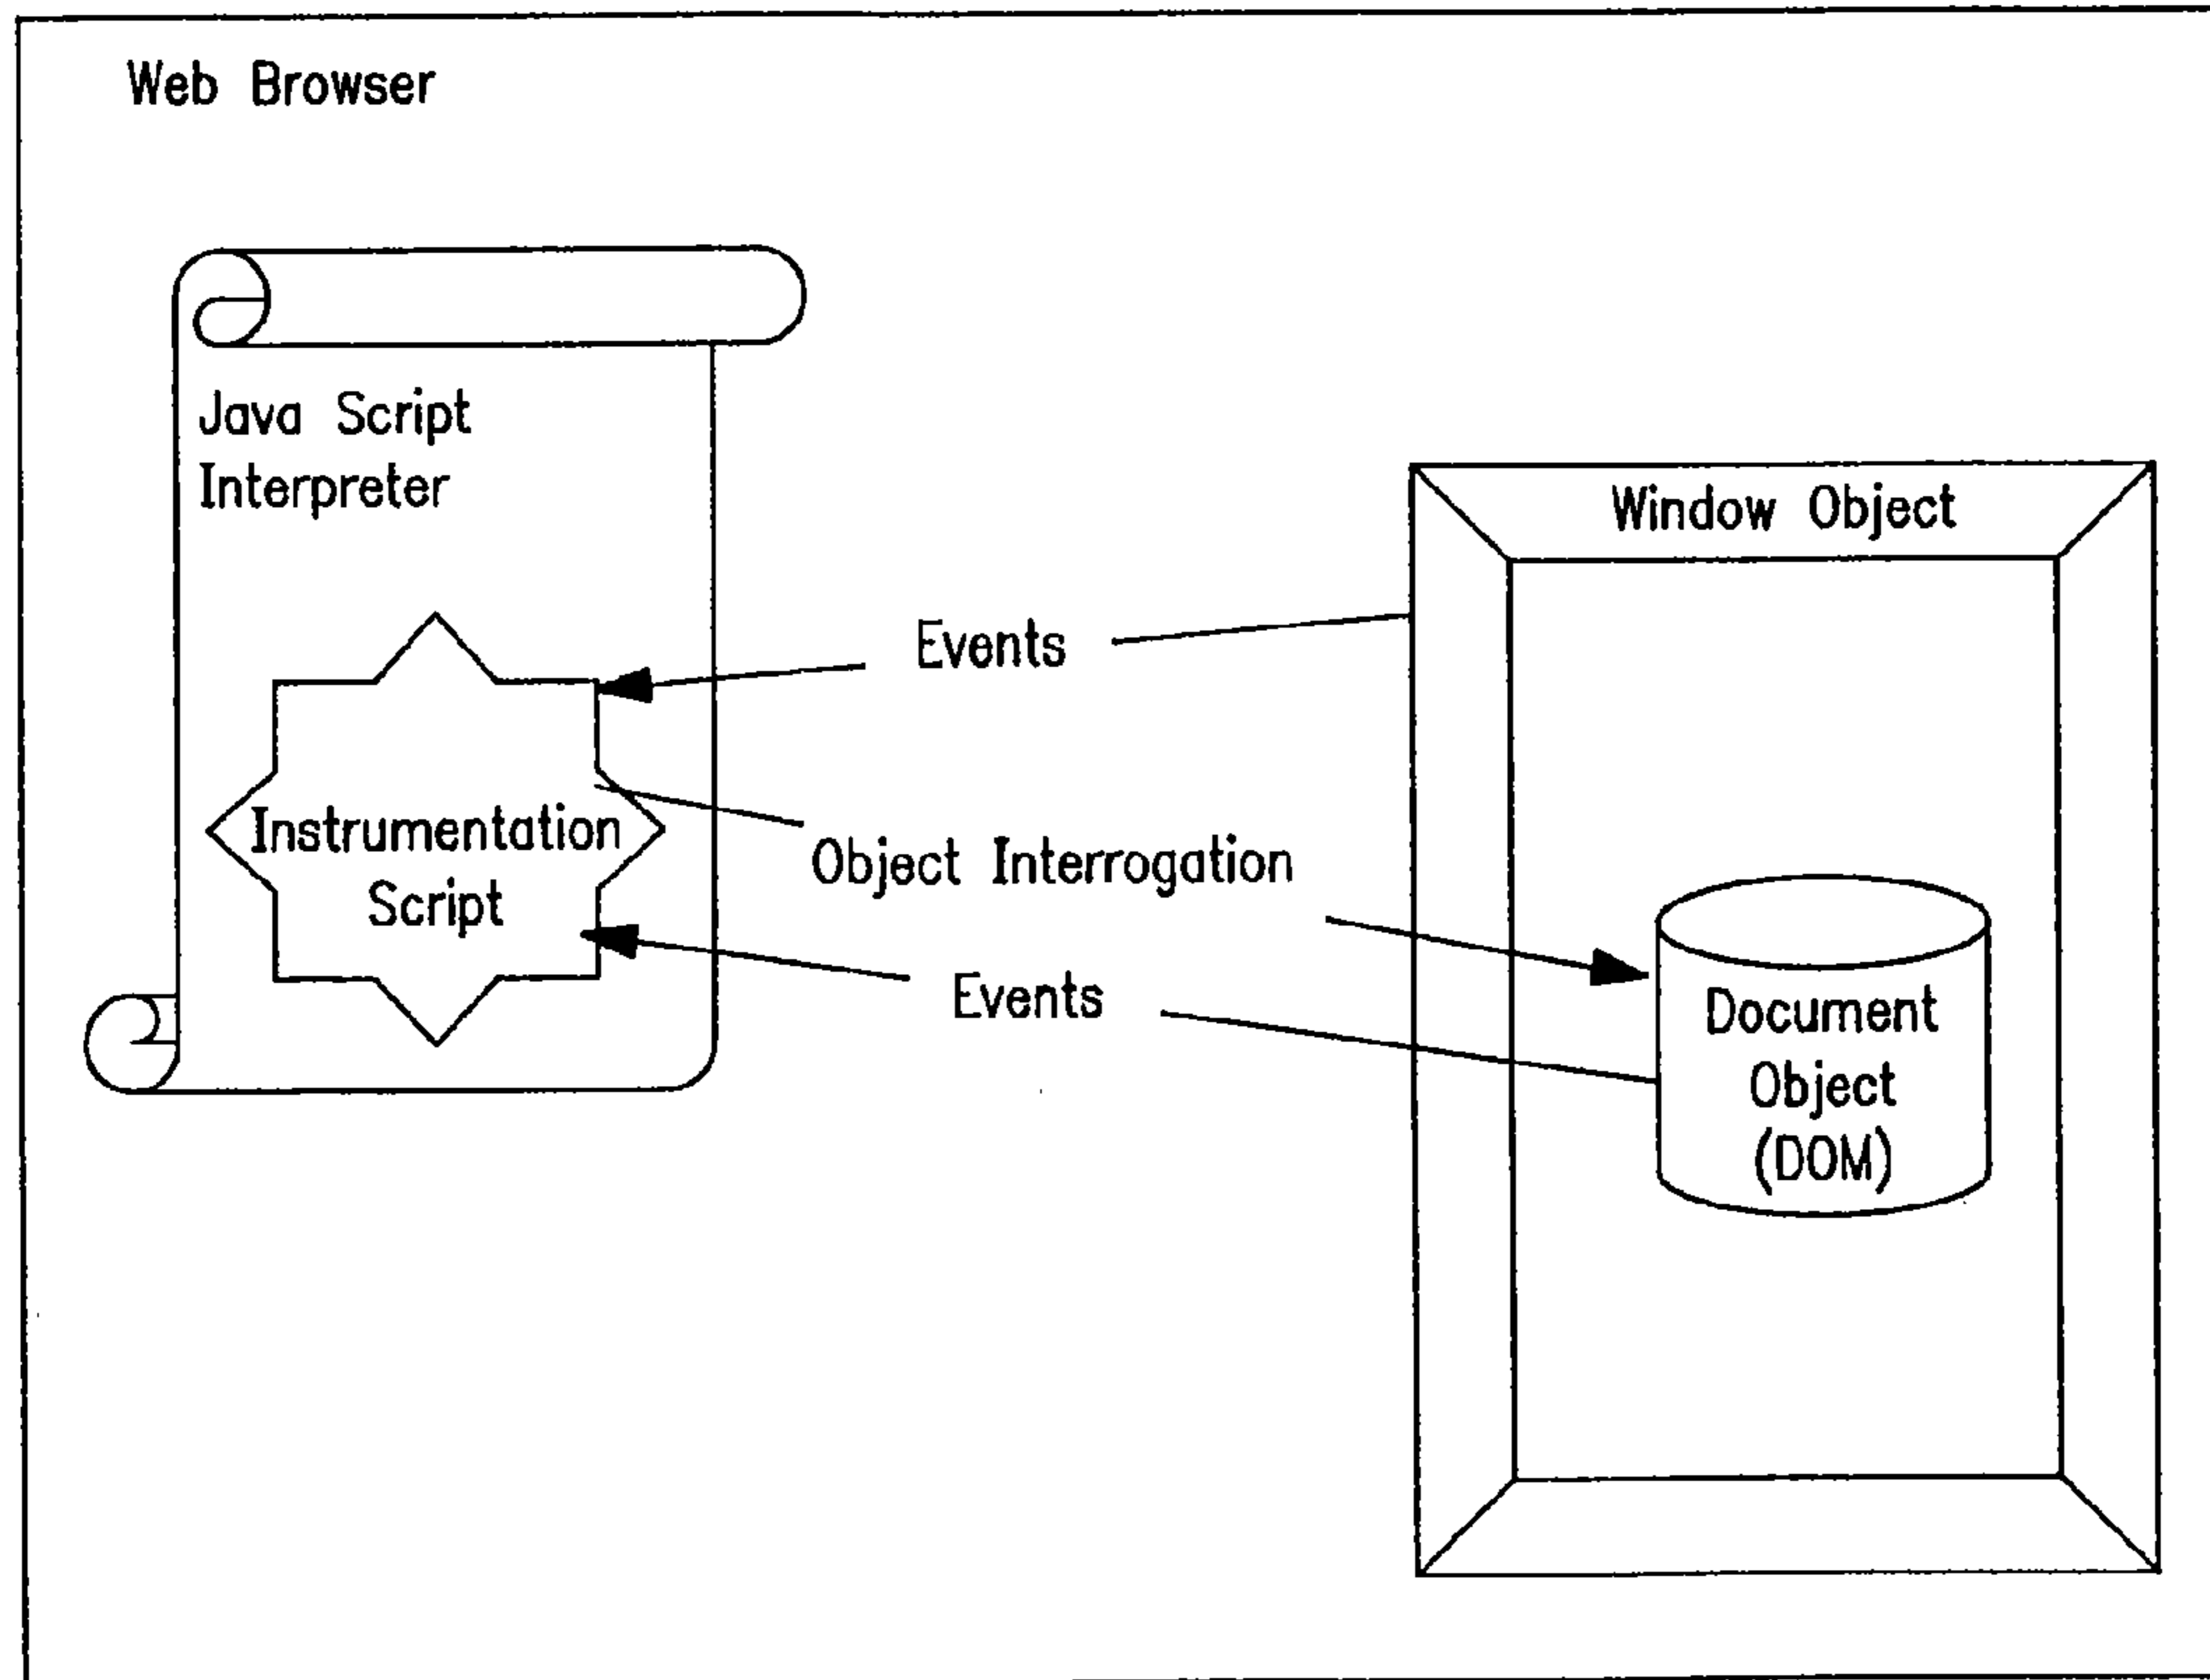 Web Browser
Java Script
Interpreter
Window Object
Events
Instrumentation
Script
Object Interrogation
Events
Document
Object
(DOM)